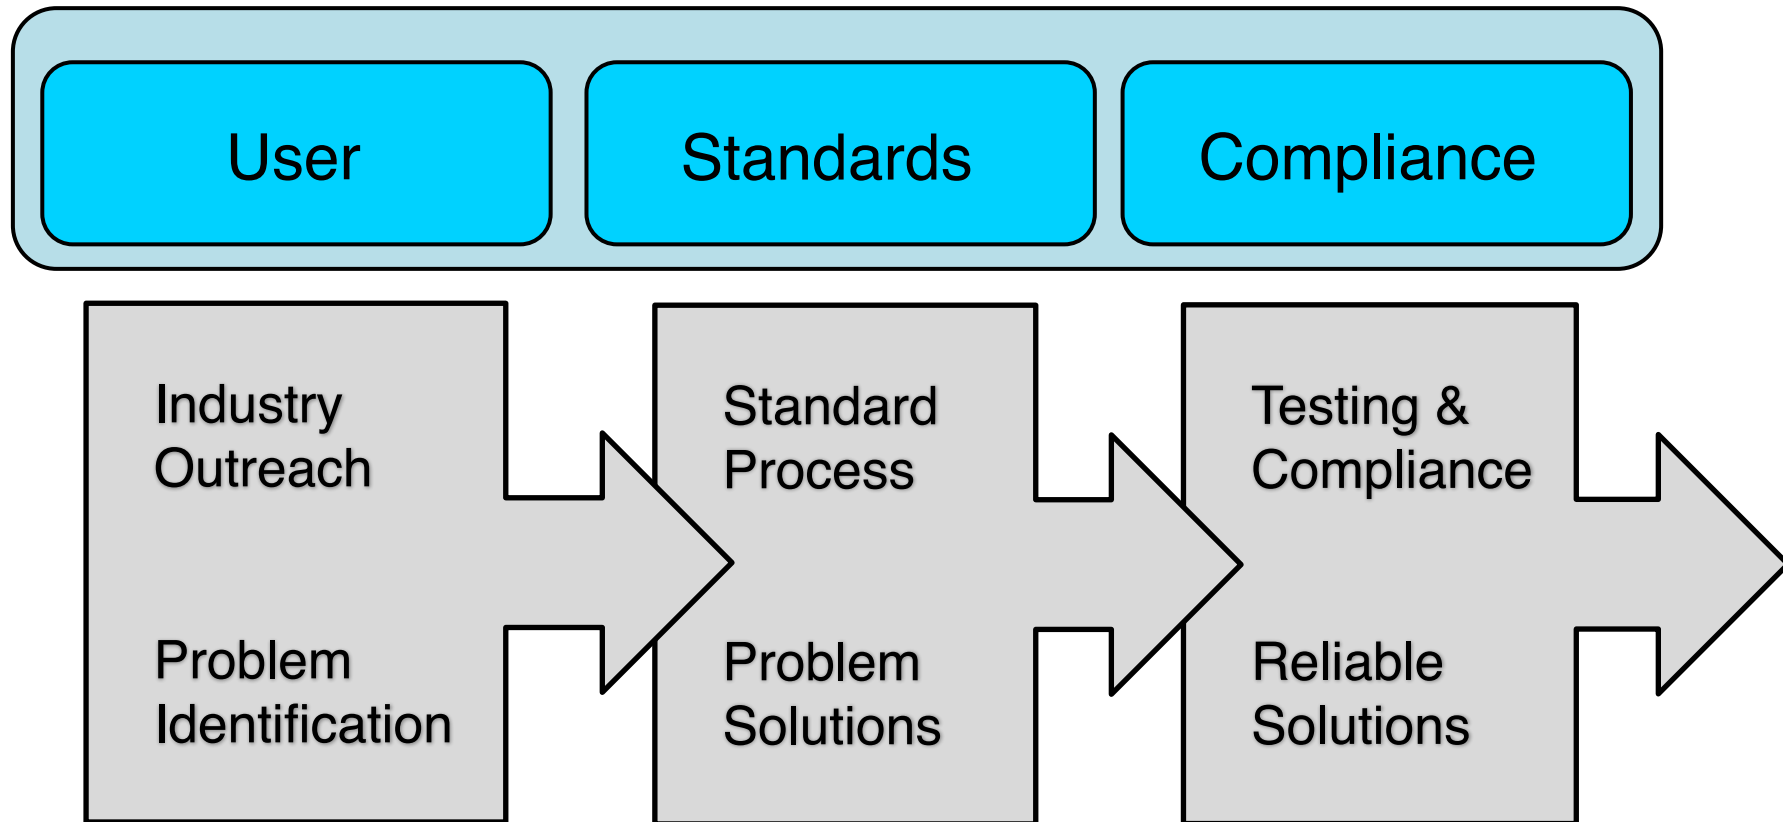 User
Standards
Compliance
Industry
Outreach
Problem
Identification
Standard
Process
Problem
Solutions
Testing &
Compliance
Reliable
Solutions